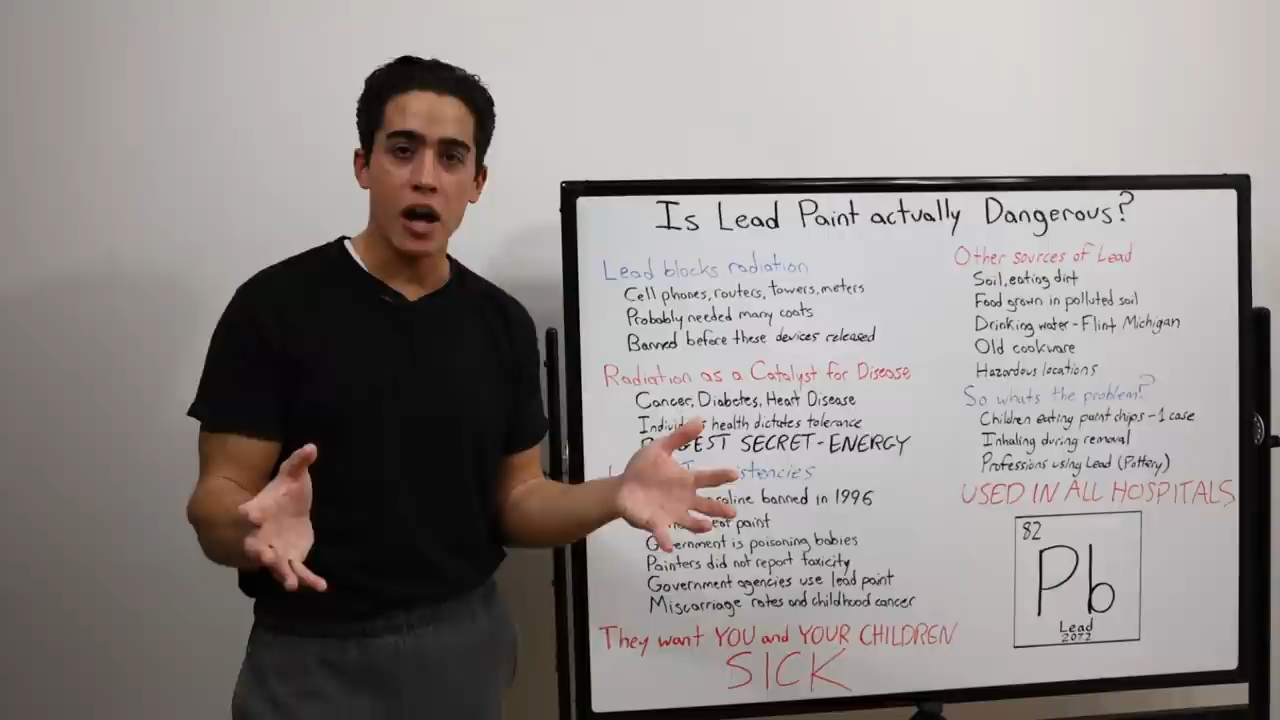 Is Lead Paint actually Dangerous?
Lead blocks radiation
Cell phones, routers, towers, meters
Probably needed many coats
Banned before these devices released
Radiation as a Catalyst for Disease
Cancer, Diabetes, Heart Disease
health dictates tolerance
SECRET - ENERGY
banned in 1996
paint
is poisoning babies
Painters did not report toxicity
Government agencies use lead paint
Miscarriage rates and childhood cancer
They want YOU and YOUR CHILDREN
SICK
Other sources of Lead
Soil, eating dirt
Food grown in polluted soil
Drinking water - Flint Michigan
Old cookware
Hazardous locations
So whats the problem?
Children eating paint chips - 1 case
Inhaling during removal
Professions using Lead (Pottery)
USED IN ALL HOSPITALS
82
Pb
Lead
207.2